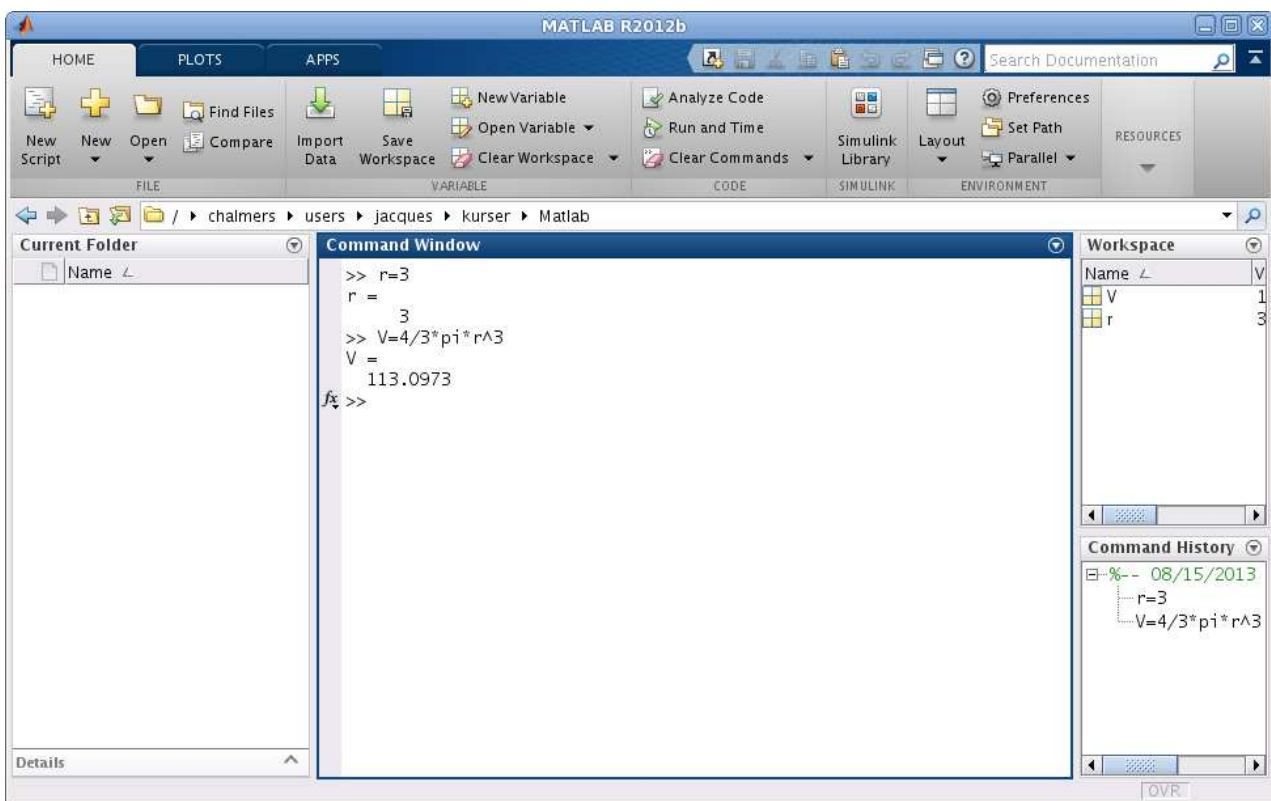 MATLAB R2012b
HOME PLOTS APPS Search Documentation
New Script
New
Open
Find Files
Compare
FILE
Import Data
Save Workspace
New Variable
Open Variable
Clear Workspace
VARIABLE
Analyze Code
Run and Time
Clear Commands
CODE
Simulink Library
SIMULINK
Layout
Preferences
Set Path
Parallel
ENVIRONMENT
RESOURCES
/ chalmers users jacques kurser Matlab
Current Folder
Name
Details
Command Window
>> r=3
r =
3
>> V=4/3*pi*r^3
V =
113.0973
fx >>
Workspace
Name V
V 1
r 3
Command History
%-- 08/15/2013
r=3
V=4/3*pi*r^3
OVR